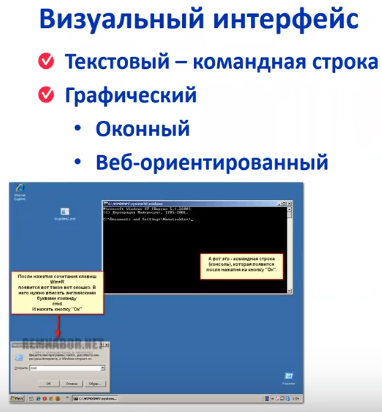 Визуальный интерфейс
Текстовый – командная строка
Графический
Оконный
Веб-ориентированный
А вот это - командная строка
(консоль), которая появится
после нажатия на кнопку "Ок".
После нажатия сочетания клавиш
Win+R
появится вот такое вот окошко. В
него нужно вписать английскими
буквами команду
cmd
И нажать кнопку "Ок"
REMNABOR.NET